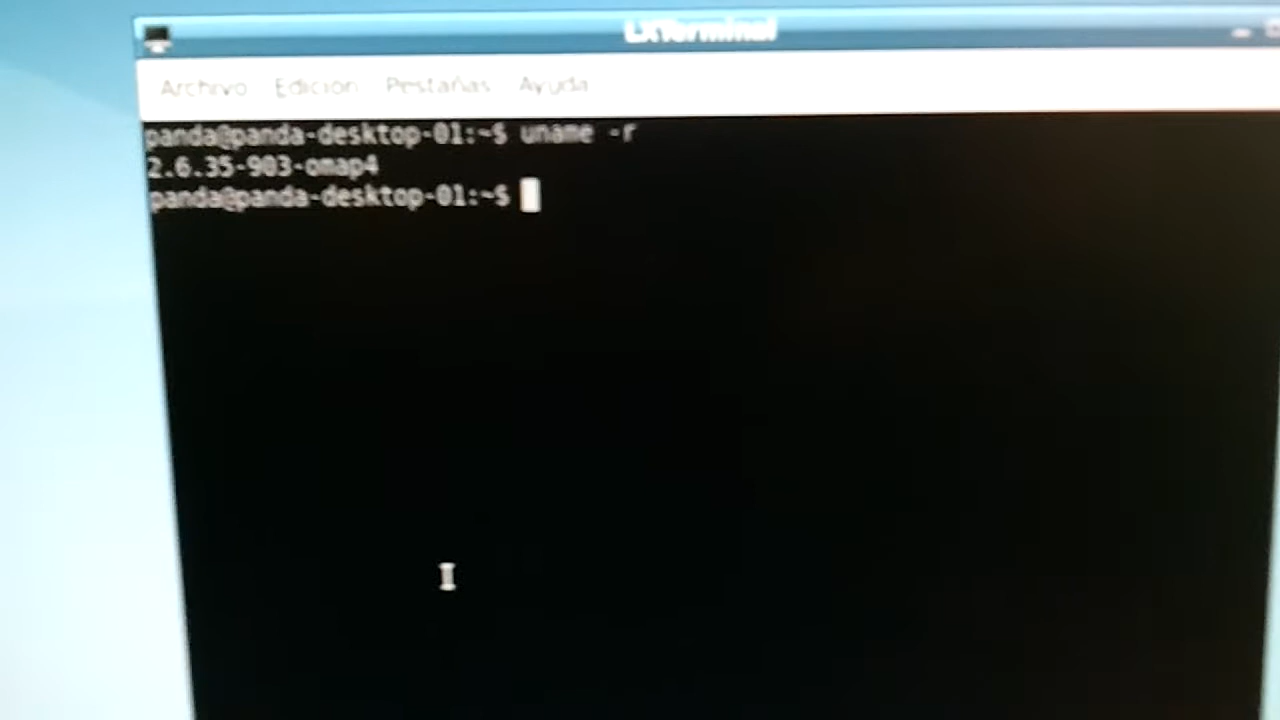 LXTerminal
Archivo Edición Pestañas Ayuda
panda@panda-desktop-01:~$ uname -r
2.6.35-903-omap4
panda@panda-desktop-01:~$